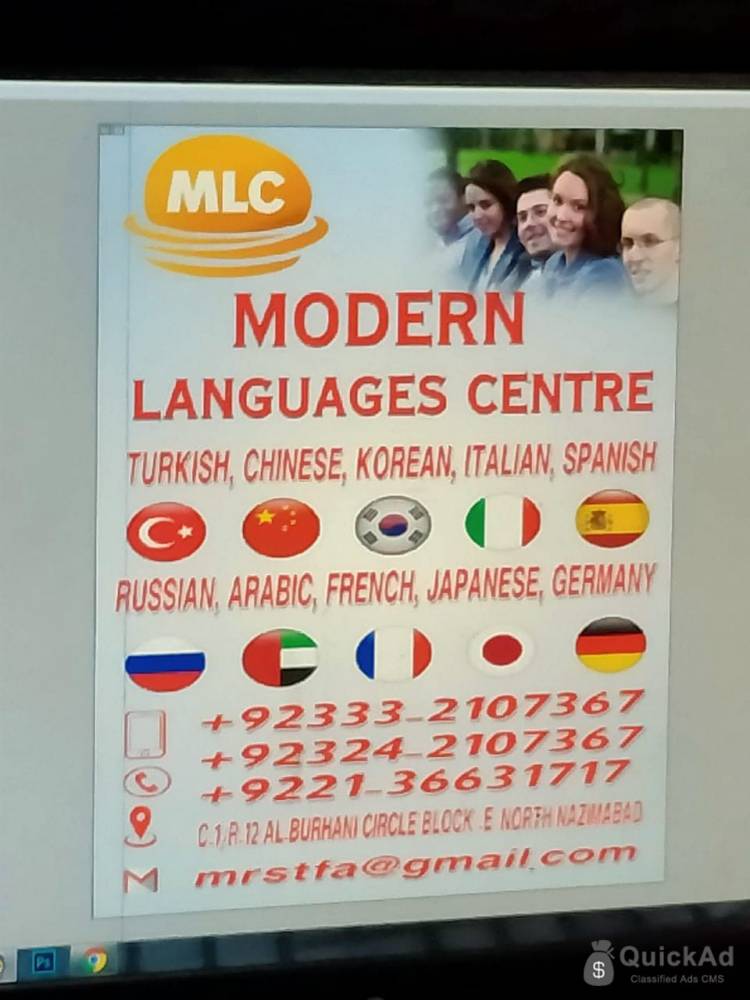 MLC
MODERN
LANGUAGES CENTRE
TURKISH, CHINESE, KOREAN, ITALIAN, SPANISH
RUSSIAN, ARABIC, FRENCH, JAPANESE, GERMANY
+92333-2107367
+92324-2107367
+9221-36631717
C.1,R.12 AL.BURHANI CIRCLE BLOCK .E NORTH NAZIMABAD
mrstfa@gmail.com
Ps
QuickAd
Classified Ads CMS